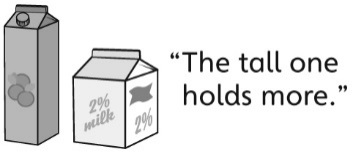 2%
milk
2%
“The tall one
holds more.”